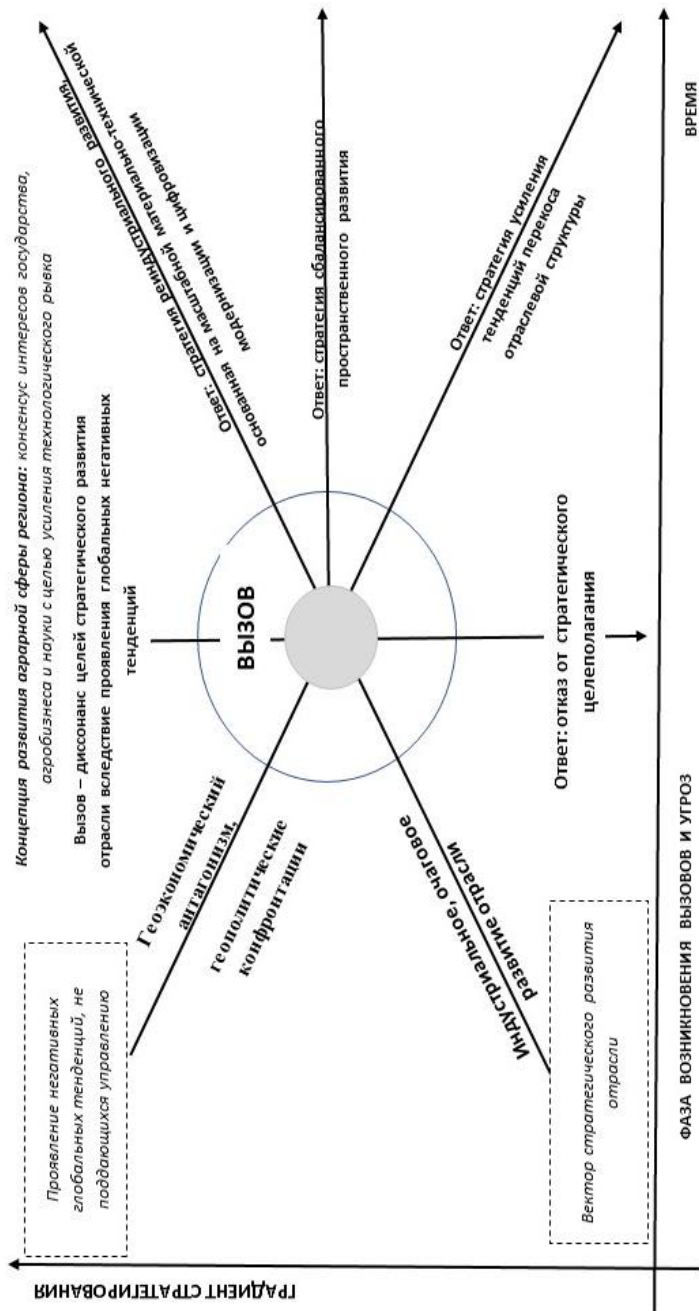 Концепция развития аграрной сферы региона: консенсус интересов государства,
агробизнеса и науки с целью усиления технологического рывка
Вызов – диссонанс целей стратегического развития
отрасли вследствие проявления глобальных негативных
тенденций
Проявление негативных
глобальных тенденций, не
поддающихся управлению
Геоэкономический
антагонизм,
геополитические
конфронтации
ВЫЗОВ
Ответ: стратегия реиндустриального развития,
основанная на масштабной материально-технической
модернизации и цифровизации
Ответ: стратегия сбалансированного
пространственного развития
Ответ: стратегия усиления
тенденций перекоса
отраслевой структуры
Ответ: отказ от стратегического
целеполагания
Индустриальное, очаговое
развитие отрасли
Вектор стратегического развития
отрасли
ГРАДИЕНТ СТРАТЕГИРОВАНИЯ
ФАЗА ВОЗНИКНОВЕНИЯ ВЫЗОВОВ И УГРОЗ
ВРЕМЯ